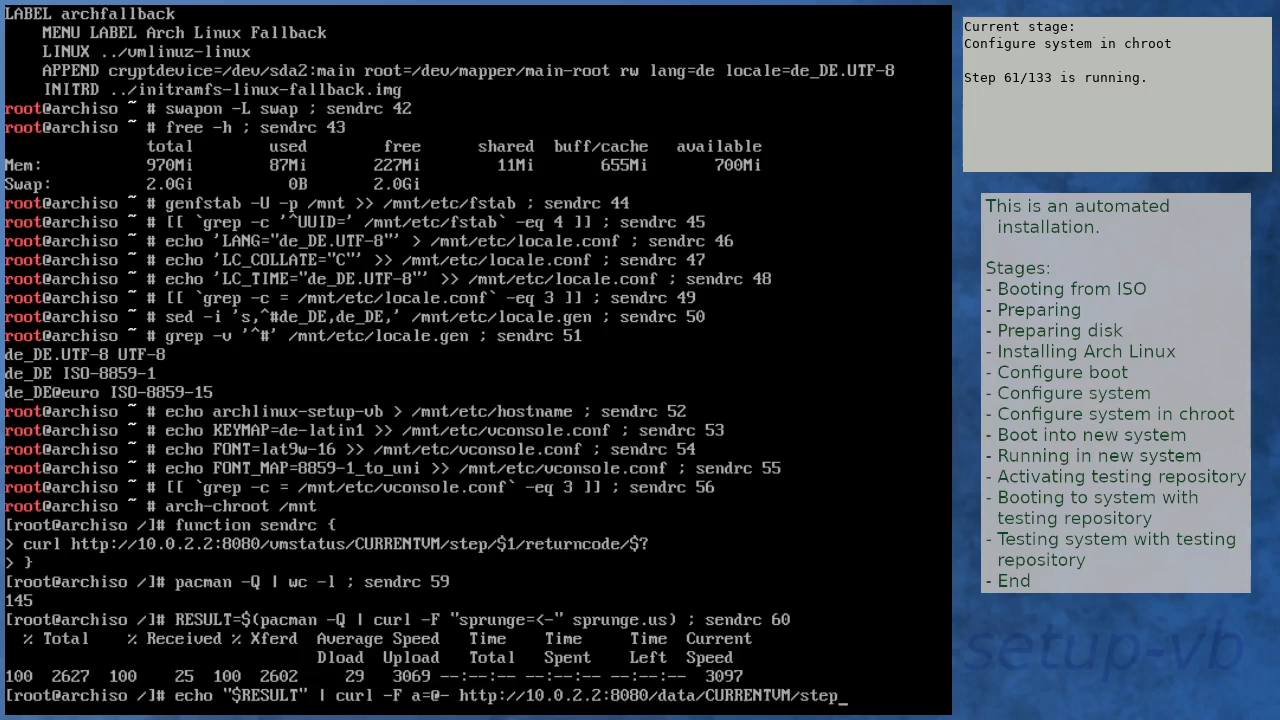 LABEL archfallback
    MENU LABEL Arch Linux Fallback
    LINUX ../vmlinuz-linux
    APPEND cryptdevice=/dev/sda2:main root=/dev/mapper/main-root rw lang=de locale=de_DE.UTF-8
    INITRD ../initramfs-linux-fallback.img
root@archiso ~ # swapon -L swap ; sendrc 42
root@archiso ~ # free -h ; sendrc 43
               total        used        free      shared  buff/cache   available
Mem:           970Mi        87Mi       227Mi        11Mi       655Mi       700Mi
Swap:          2.0Gi          0B       2.0Gi
root@archiso ~ # genfstab -U -p /mnt >> /mnt/etc/fstab ; sendrc 44
root@archiso ~ # [[ `grep -c '^UUID=' /mnt/etc/fstab` -eq 4 ]] ; sendrc 45
root@archiso ~ # echo 'LANG="de_DE.UTF-8"' > /mnt/etc/locale.conf ; sendrc 46
root@archiso ~ # echo 'LC_COLLATE="C"' >> /mnt/etc/locale.conf ; sendrc 47
root@archiso ~ # echo 'LC_TIME="de_DE.UTF-8"' >> /mnt/etc/locale.conf ; sendrc 48
root@archiso ~ # [[ `grep -c = /mnt/etc/locale.conf` -eq 3 ]] ; sendrc 49
root@archiso ~ # sed -i 's,^#de_DE,de_DE,' /mnt/etc/locale.gen ; sendrc 50
root@archiso ~ # grep -v '^#' /mnt/etc/locale.gen ; sendrc 51
de_DE.UTF-8 UTF-8
de_DE ISO-8859-1
de_DE@euro ISO-8859-15
root@archiso ~ # echo archlinux-setup-vb > /mnt/etc/hostname ; sendrc 52
root@archiso ~ # echo KEYMAP=de-latin1 >> /mnt/etc/vconsole.conf ; sendrc 53
root@archiso ~ # echo FONT=lat9w-16 >> /mnt/etc/vconsole.conf ; sendrc 54
root@archiso ~ # echo FONT_MAP=8859-1_to_uni >> /mnt/etc/vconsole.conf ; sendrc 55
root@archiso ~ # [[ `grep -c = /mnt/etc/vconsole.conf` -eq 3 ]] ; sendrc 56
root@archiso ~ # arch-chroot /mnt
[root@archiso /]# function sendrc {
> curl http://10.0.2.2:8080/vmstatus/CURRENTVM/step/$1/returncode/$?
> }
[root@archiso /]# pacman -Q | wc -l ; sendrc 59
145
[root@archiso /]# RESULT=$(pacman -Q | curl -F "sprunge=<-" sprunge.us) ; sendrc 60
  % Total    % Received % Xferd  Average Speed   Time    Time     Time  Current
                                 Dload  Upload   Total   Spent    Left  Speed
100  2627  100    25  100  2602     29   3069 --:--:-- --:--:-- --:--:--  3097
[root@archiso /]# echo "$RESULT" | curl -F a=@- http://10.0.2.2:8080/data/CURRENTVM/step_
Current stage:
Configure system in chroot
Step 61/133 is running.
This is an automated
installation.
Stages:
- Booting from ISO
- Preparing
- Preparing disk
- Installing Arch Linux
- Configure boot
- Configure system
- Configure system in chroot
- Boot into new system
- Running in new system
- Activating testing repository
- Booting to system with
testing repository
- Testing system with testing
repository
- End
-setup-vb